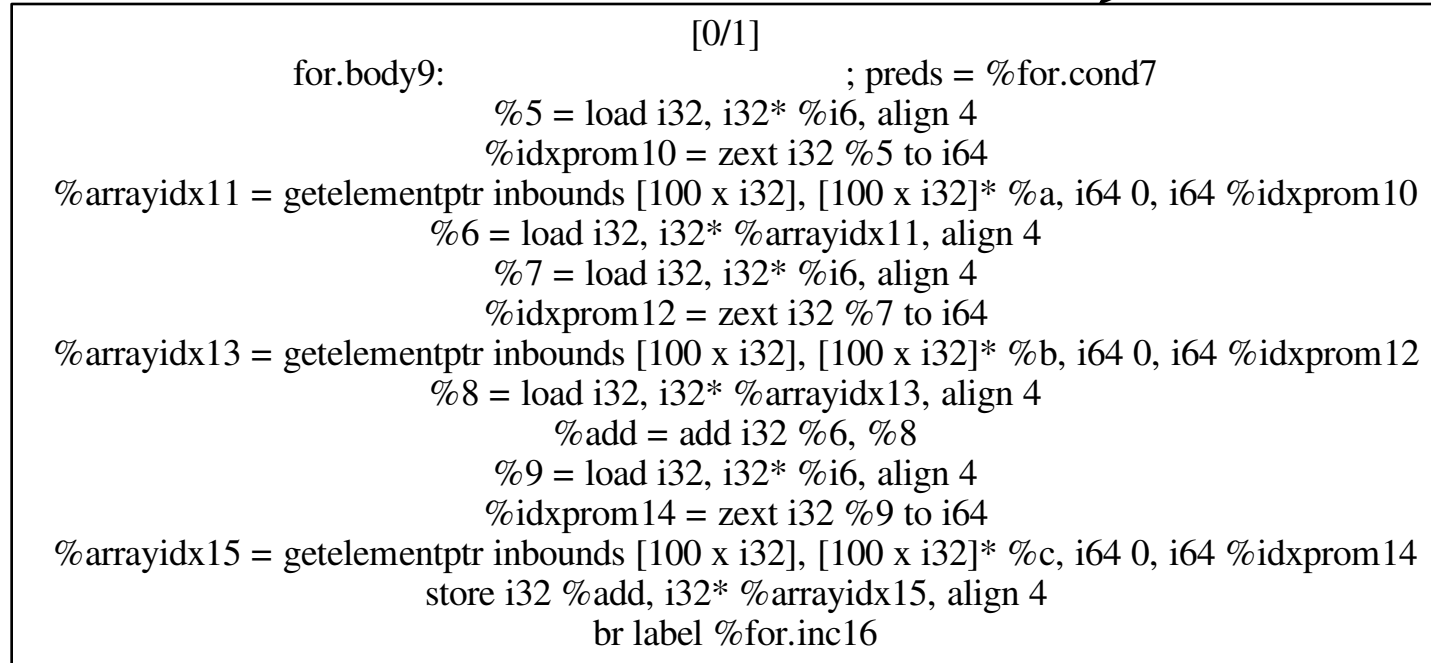 [0/1]
for.body9: ; preds = %for.cond7
%5 = load i32, i32* %i6, align 4
%idxprom10 = zext i32 %5 to i64
%arrayidx11 = getelementptr inbounds [100 x i32], [100 x i32]* %a, i64 0, i64 %idxprom10
%6 = load i32, i32* %arrayidx11, align 4
%7 = load i32, i32* %i6, align 4
%idxprom12 = zext i32 %7 to i64
%arrayidx13 = getelementptr inbounds [100 x i32], [100 x i32]* %b, i64 0, i64 %idxprom12
%8 = load i32, i32* %arrayidx13, align 4
%add = add i32 %6, %8
%9 = load i32, i32* %i6, align 4
%idxprom14 = zext i32 %9 to i64
%arrayidx15 = getelementptr inbounds [100 x i32], [100 x i32]* %c, i64 0, i64 %idxprom14
store i32 %add, i32* %arrayidx15, align 4
br label %for.inc16